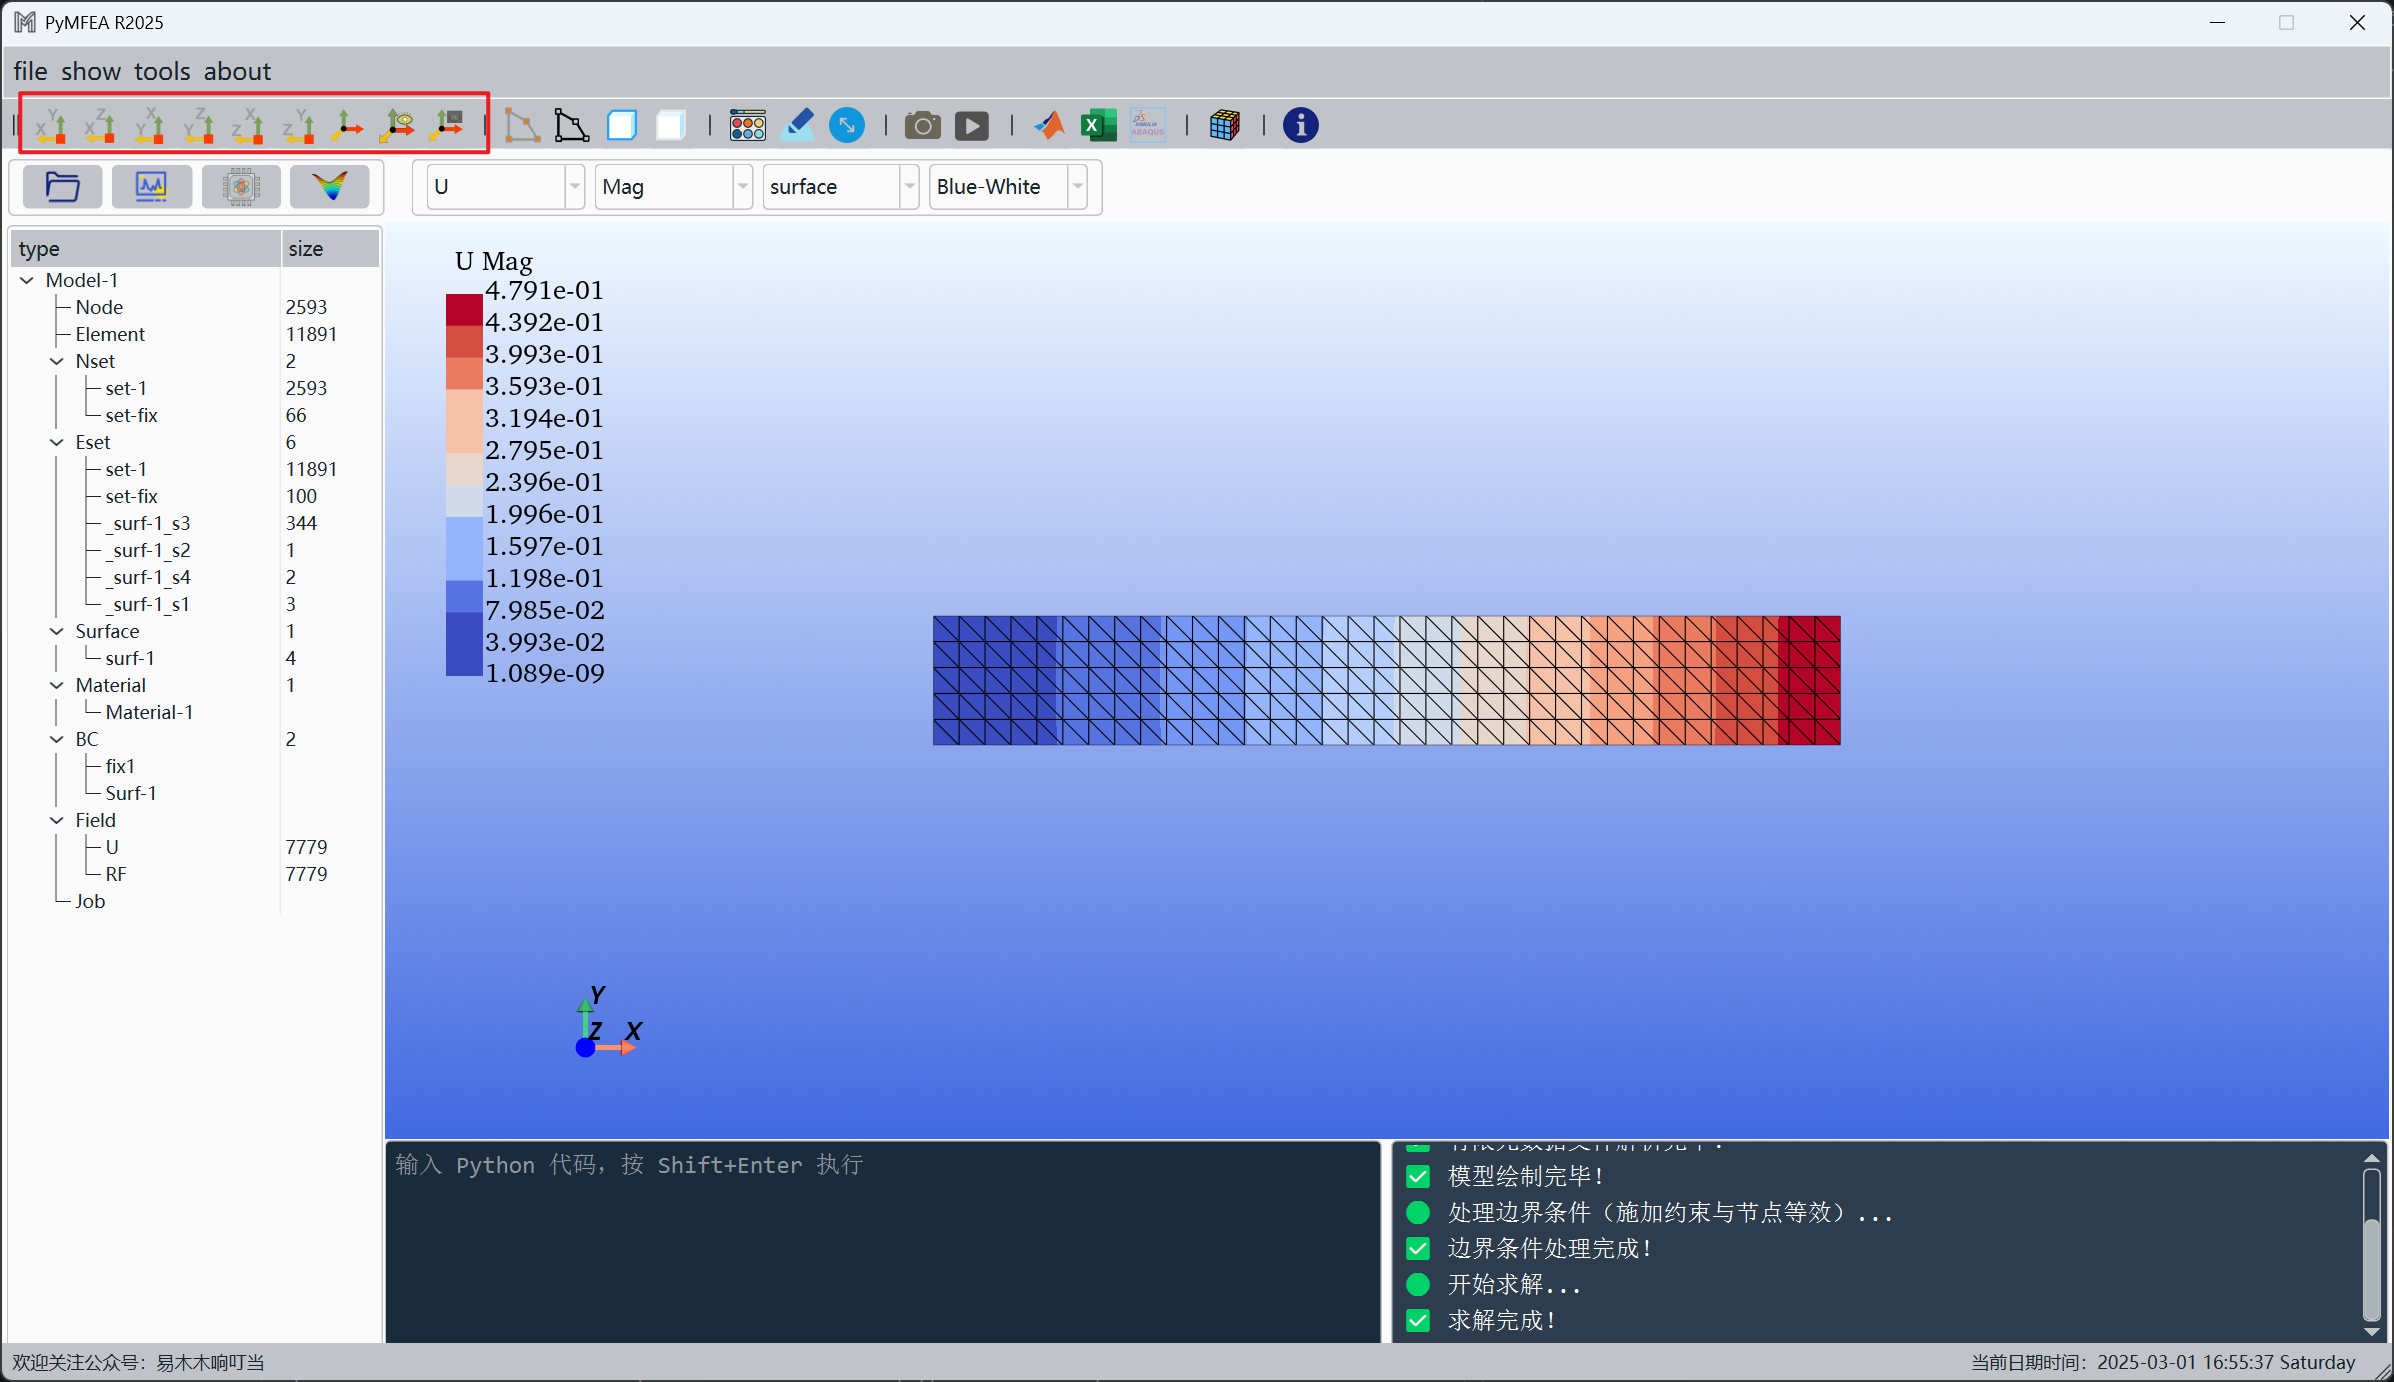 PyMFEA R2025
file show tools about
U Mag surface Blue-White
type size
Model-1
Node 2593
Element 11891
Nset 2
set-1 2593
set-fix 66
Eset 6
set-1 11891
set-fix 100
_surf-1_s3 344
_surf-1_s2 1
_surf-1_s4 2
_surf-1_s1 3
Surface 1
surf-1 4
Material 1
Material-1
BC 2
fix1
Surf-1
Field
U 7779
RF 7779
Job
U Mag
4.791e-01
4.392e-01
3.993e-01
3.593e-01
3.194e-01
2.795e-01
2.396e-01
1.996e-01
1.597e-01
1.198e-01
7.985e-02
3.993e-02
1.089e-09
Y
Z X
输入 Python 代码，按 Shift+Enter 执行
模型绘制完毕！
处理边界条件（施加约束与节点等效）...
边界条件处理完成！
开始求解...
求解完成！
欢迎关注公众号：易木木响叮当
当前日期时间：2025-03-01 16:55:37 Saturday